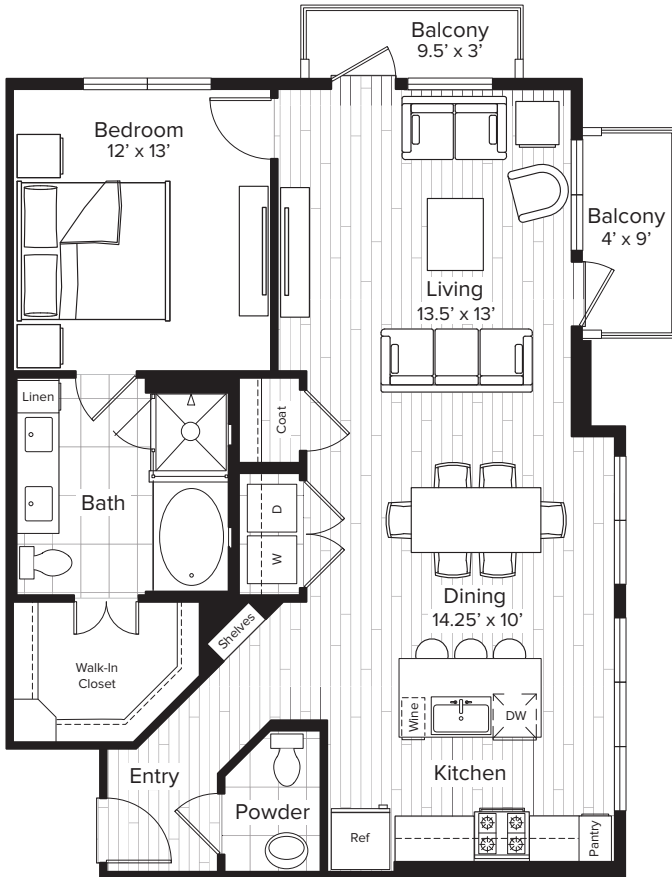 Balcony
9.5’ x 3’
Bedroom
12’ x 13’
Balcony
4’ x 9’
Living
13.5’ x 13’
Linen
Coat
Bath
D
W
Dining
14.25’ x 10’
Shelves
Walk-In
Closet
Wine
DW
Entry
Kitchen
Powder
Ref
Pantry